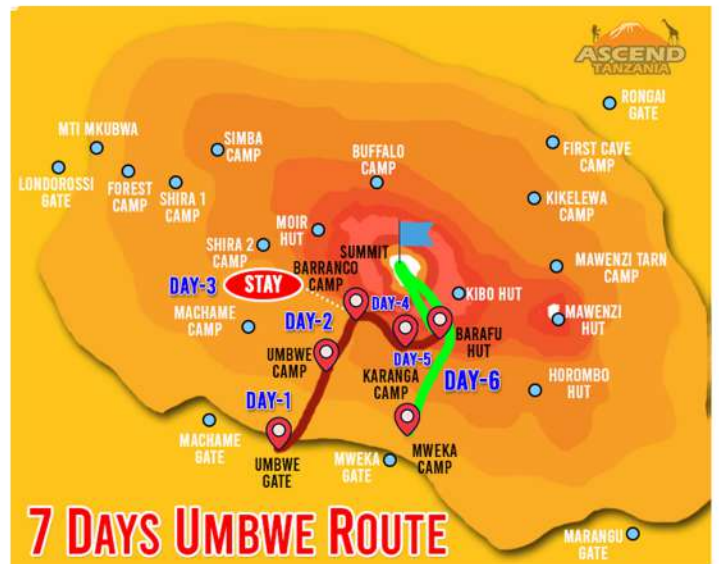 ASCEND
TANZANIA
RONGAI
GATE
MTI MKUBWA
SIMBA
CAMP
FIRST CAVE
CAMP
BUFFALO
CAMP
LONDOROSSI
GATE
FOREST
CAMP
SHIRA 1
CAMP
KIKELEWA
CAMP
MOIR
HUT
SHIRA 2
CAMP
SUMMIT
MAWENZI TARN
CAMP
BARRANCO
CAMP
DAY-3
STAY
KIBO HUT
DAY-4
MACHAME
CAMP
DAY-2
MAWENZI
HUT
BARAFU
HUT
UMBWE
CAMP
DAY-5
KARANGA
CAMP
DAY-6
HOROMBO
HUT
DAY-1
MACHAME
GATE
UMBWE
GATE
MWEKA
GATE
MWEKA
CAMP
7 DAYS UMBWE ROUTE
MARANGU
GATE